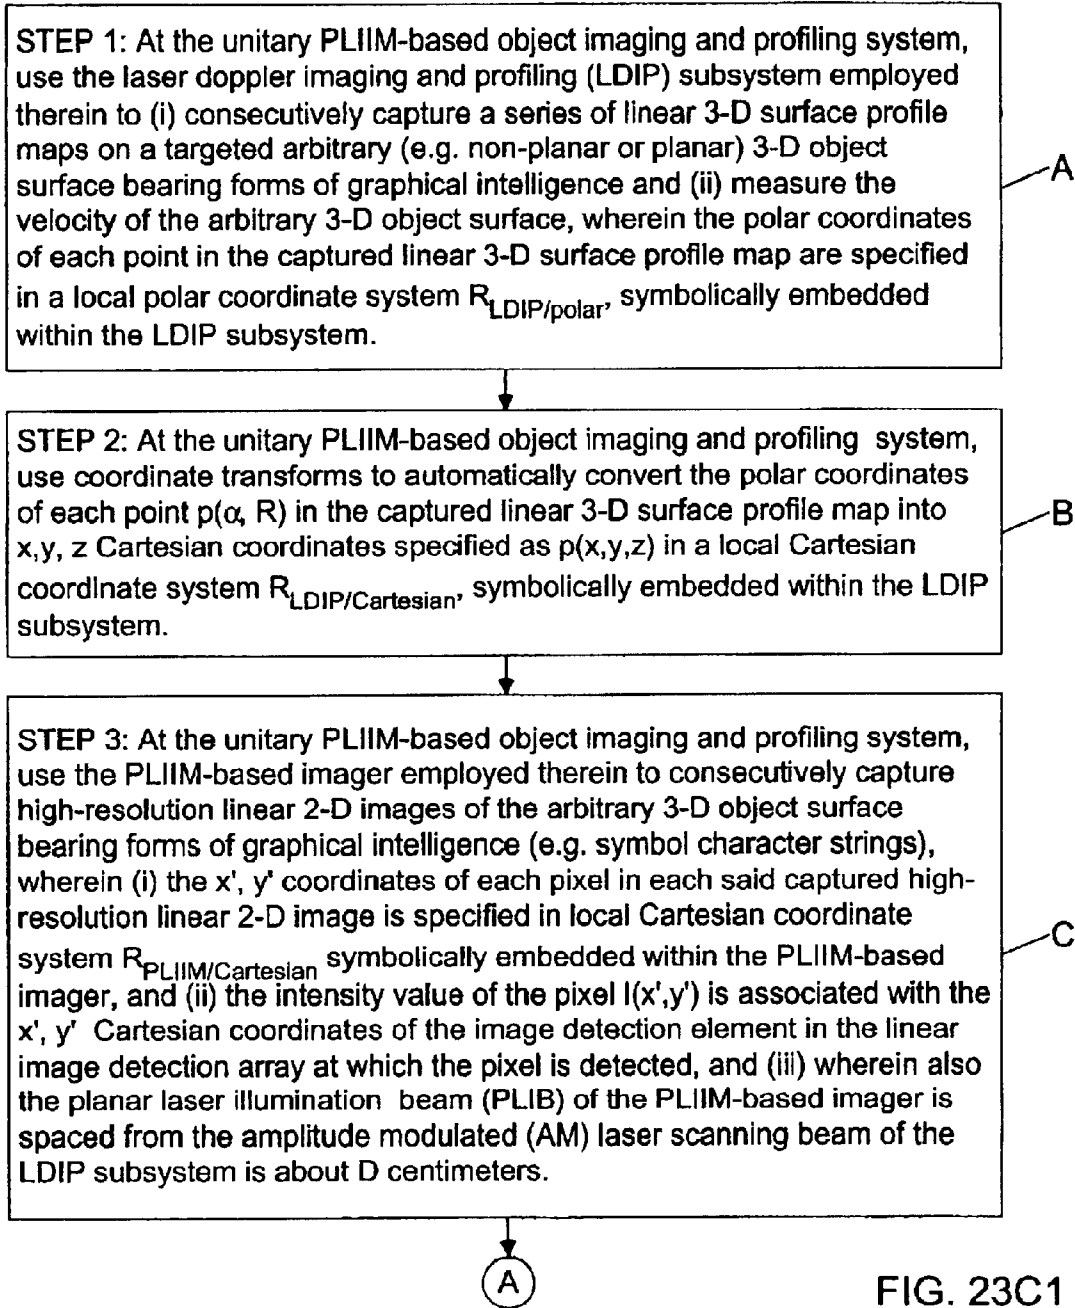 STEP 1: At the unitary PLIIM-based object imaging and profiling system,
use the laser doppler imaging and profiling (LDIP) subsystem employed
therein to (i) consecutively capture a series of linear 3-D surface profile
maps on a targeted arbitrary (e.g. non-planar or planar) 3-D object
surface bearing forms of graphical intelligence and (ii) measure the
velocity of the arbitrary 3-D object surface, wherein the polar coordinates
of each point in the captured linear 3-D surface profile map are specified
in a local polar coordinate system R_LDIP/polar, symbolically embedded
within the LDIP subsystem.
A
STEP 2: At the unitary PLIIM-based object imaging and profiling system,
use coordinate transforms to automatically convert the polar coordinates
of each point p(α, R) in the captured linear 3-D surface profile map into
x,y, z Cartesian coordinates specified as p(x,y,z) in a local Cartesian
coordinate system R_LDIP/Cartesian, symbolically embedded within the LDIP
subsystem.
B
STEP 3: At the unitary PLIIM-based object imaging and profiling system,
use the PLIIM-based imager employed therein to consecutively capture
high-resolution linear 2-D images of the arbitrary 3-D object surface
bearing forms of graphical intelligence (e.g. symbol character strings),
wherein (i) the x', y' coordinates of each pixel in each said captured high-
resolution linear 2-D image is specified in local Cartesian coordinate
system R_PLIIM/Cartesian symbolically embedded within the PLIIM-based
imager, and (ii) the intensity value of the pixel I(x',y') is associated with the
x', y' Cartesian coordinates of the image detection element in the linear
image detection array at which the pixel is detected, and (iii) wherein also
the planar laser illumination beam (PLIB) of the PLIIM-based imager is
spaced from the amplitude modulated (AM) laser scanning beam of the
LDIP subsystem is about D centimeters.
C
A
FIG. 23C1